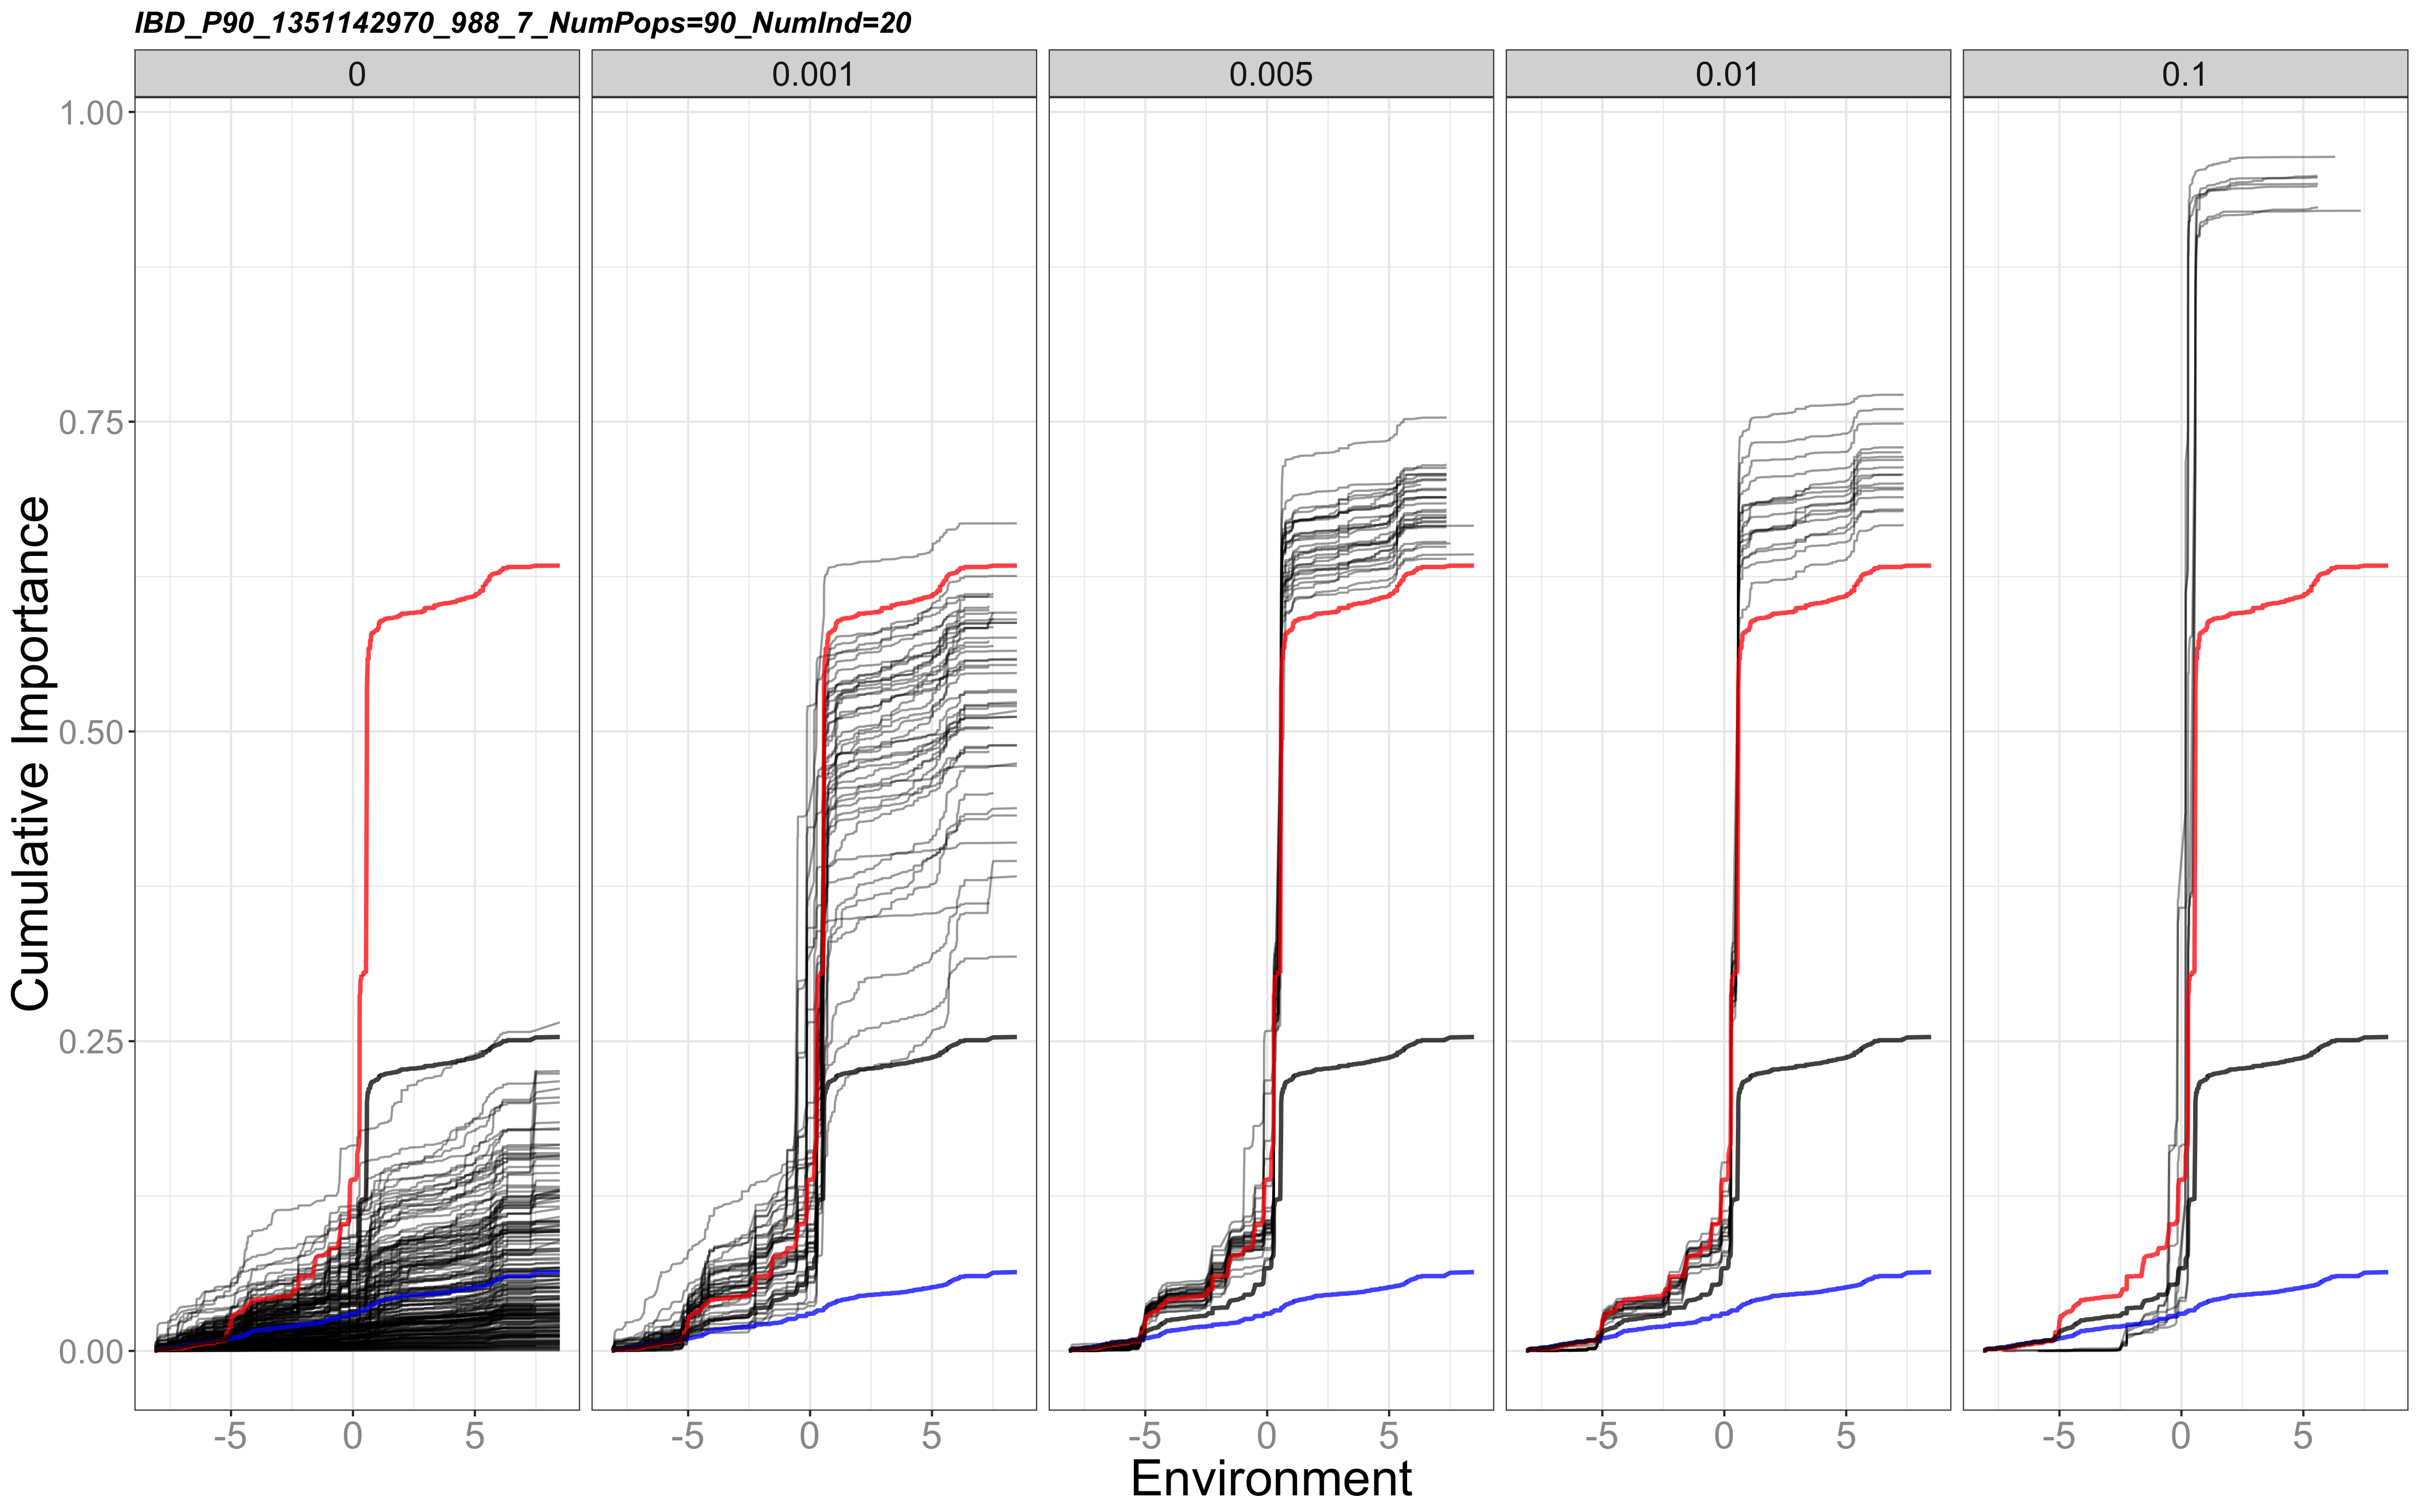 IBD_P90_1351142970_988_7_NumPops=90_NumInd=20
0 0.001 0.005 0.01 0.1
1.00
0.75
0.50
0.25
0.00
Cumulative Importance
-5 0 5 -5 0 5 -5 0 5 -5 0 5 -5 0 5
Environment